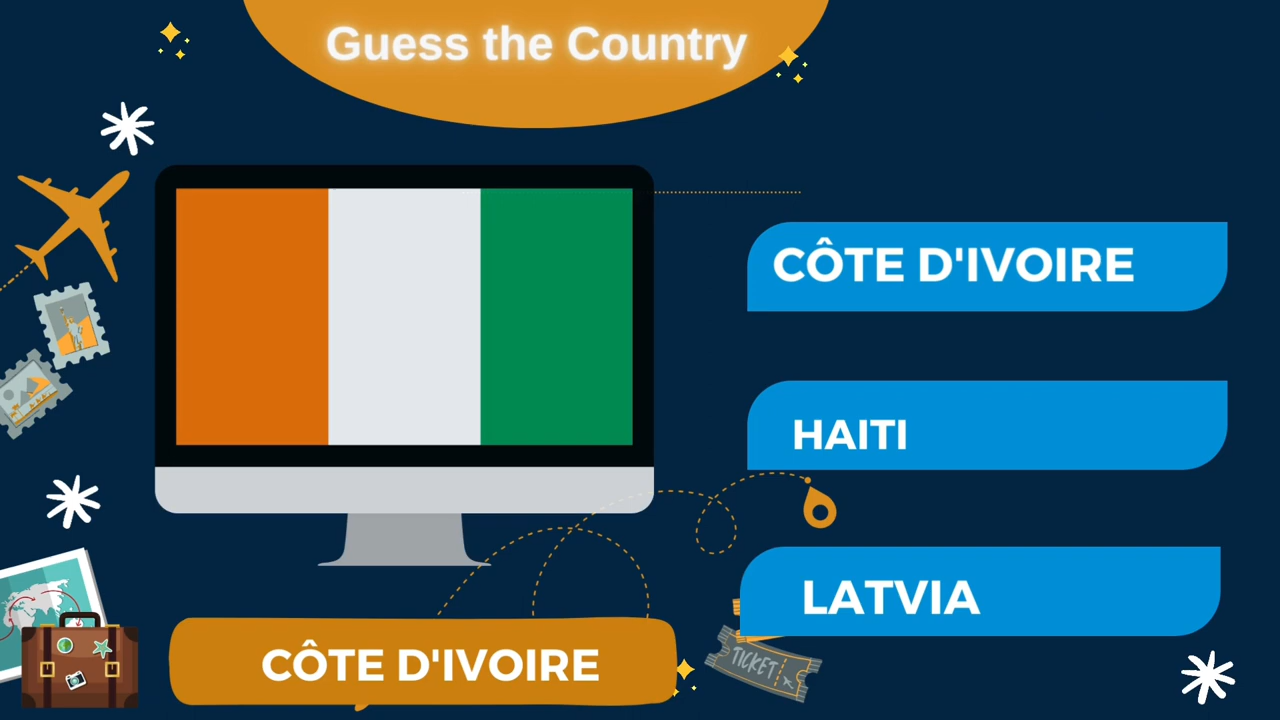 Guess the Country
CÔTE D'IVOIRE
HAITI
LATVIA
CÔTE D'IVOIRE
TICKET